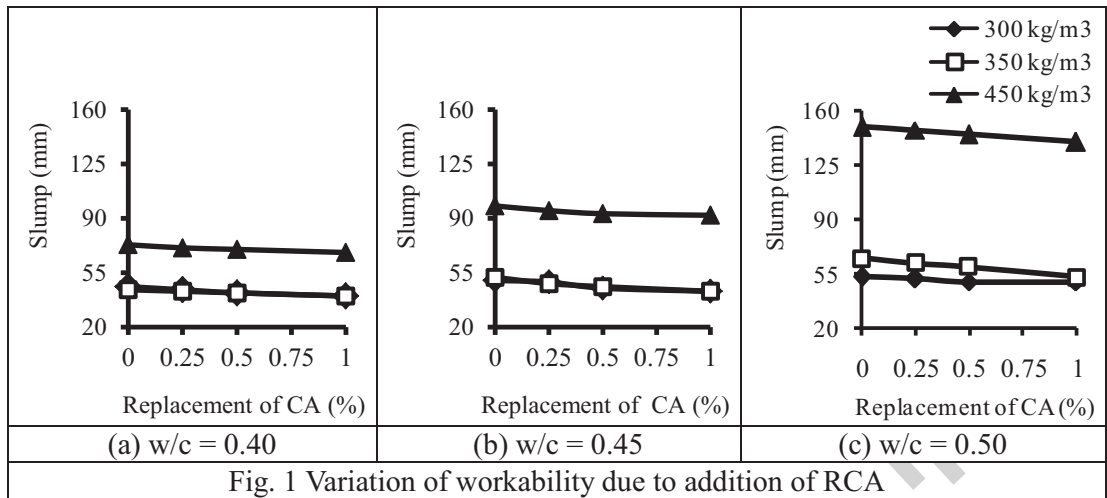 300 kg/m3
350 kg/m3
450 kg/m3
160
125
90
55
20
Slump (mm)
0 0.25 0.5 0.75 1
Replacement of CA (%)
(a) w/c = 0.40
160
125
90
55
20
Slump (mm)
0 0.25 0.5 0.75 1
Replacement of CA (%)
(b) w/c = 0.45
160
125
90
55
20
Slump (mm)
0 0.25 0.5 0.75 1
Replacement of CA (%)
(c) w/c = 0.50
Fig. 1 Variation of workability due to addition of RCA